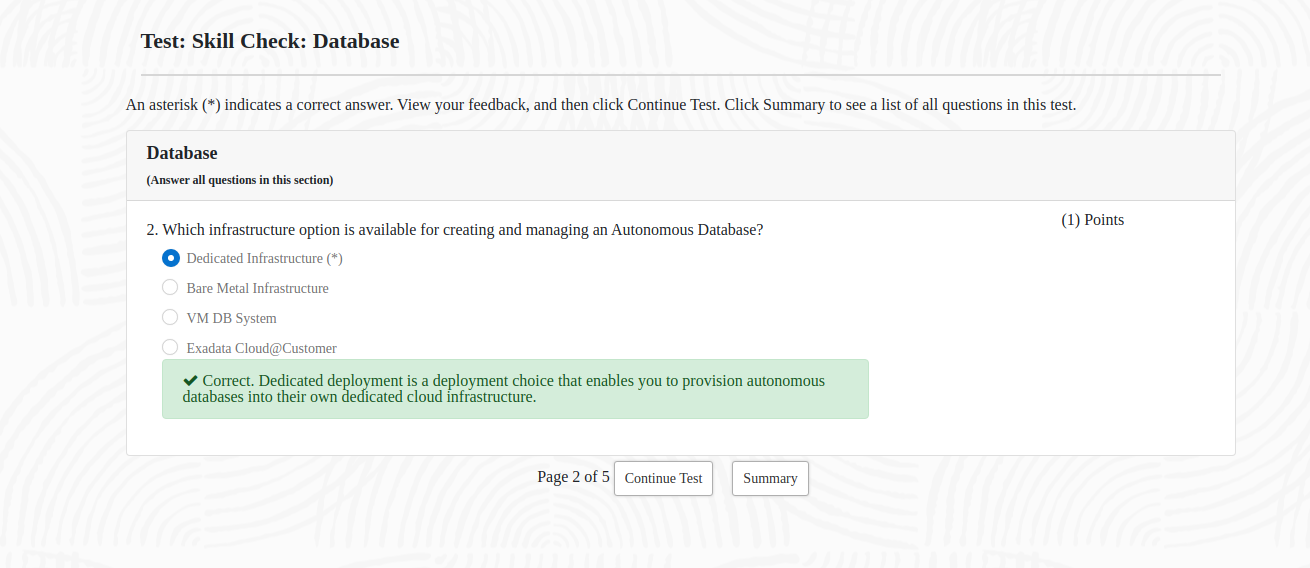 Test: Skill Check: Database
An asterisk (*) indicates a correct answer. View your feedback, and then click Continue Test. Click Summary to see a list of all questions in this test.
Database
(Answer all questions in this section)
2. Which infrastructure option is available for creating and managing an Autonomous Database?
(1) Points
Dedicated Infrastructure (*)
Bare Metal Infrastructure
VM DB System
Exadata Cloud@Customer
Correct. Dedicated deployment is a deployment choice that enables you to provision autonomous
databases into their own dedicated cloud infrastructure.
Page 2 of 5 Continue Test Summary